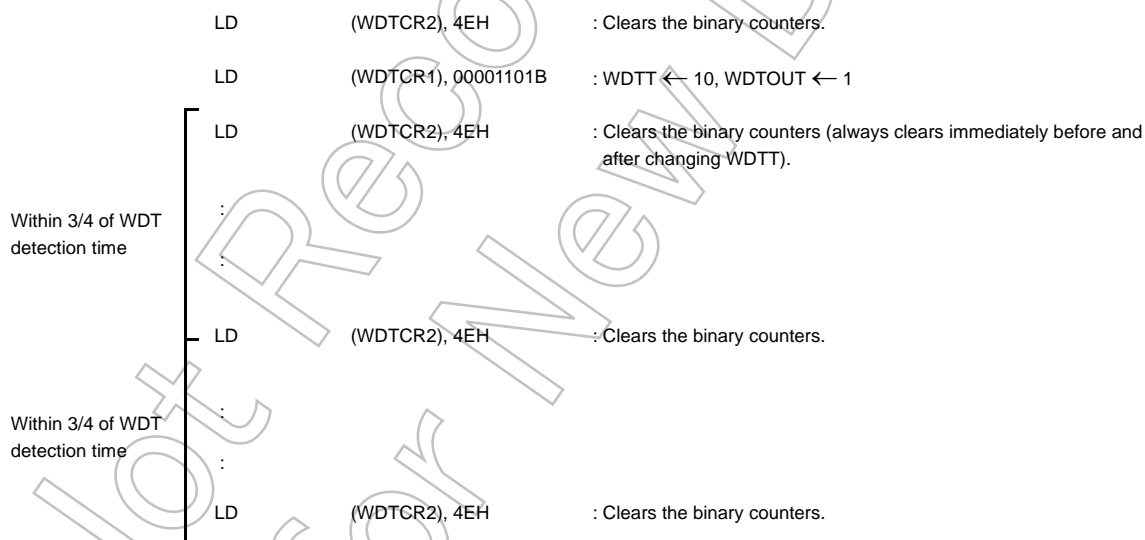 LD (WDTCR2), 4EH : Clears the binary counters.
LD (WDTCR1), 00001101B : WDTT ← 10, WDTOUT ← 1
LD (WDTCR2), 4EH : Clears the binary counters (always clears immediately before and
after changing WDTT).
:
Within 3/4 of WDT
detection time
:
LD (WDTCR2), 4EH : Clears the binary counters.
:
Within 3/4 of WDT
detection time
:
LD (WDTCR2), 4EH : Clears the binary counters.